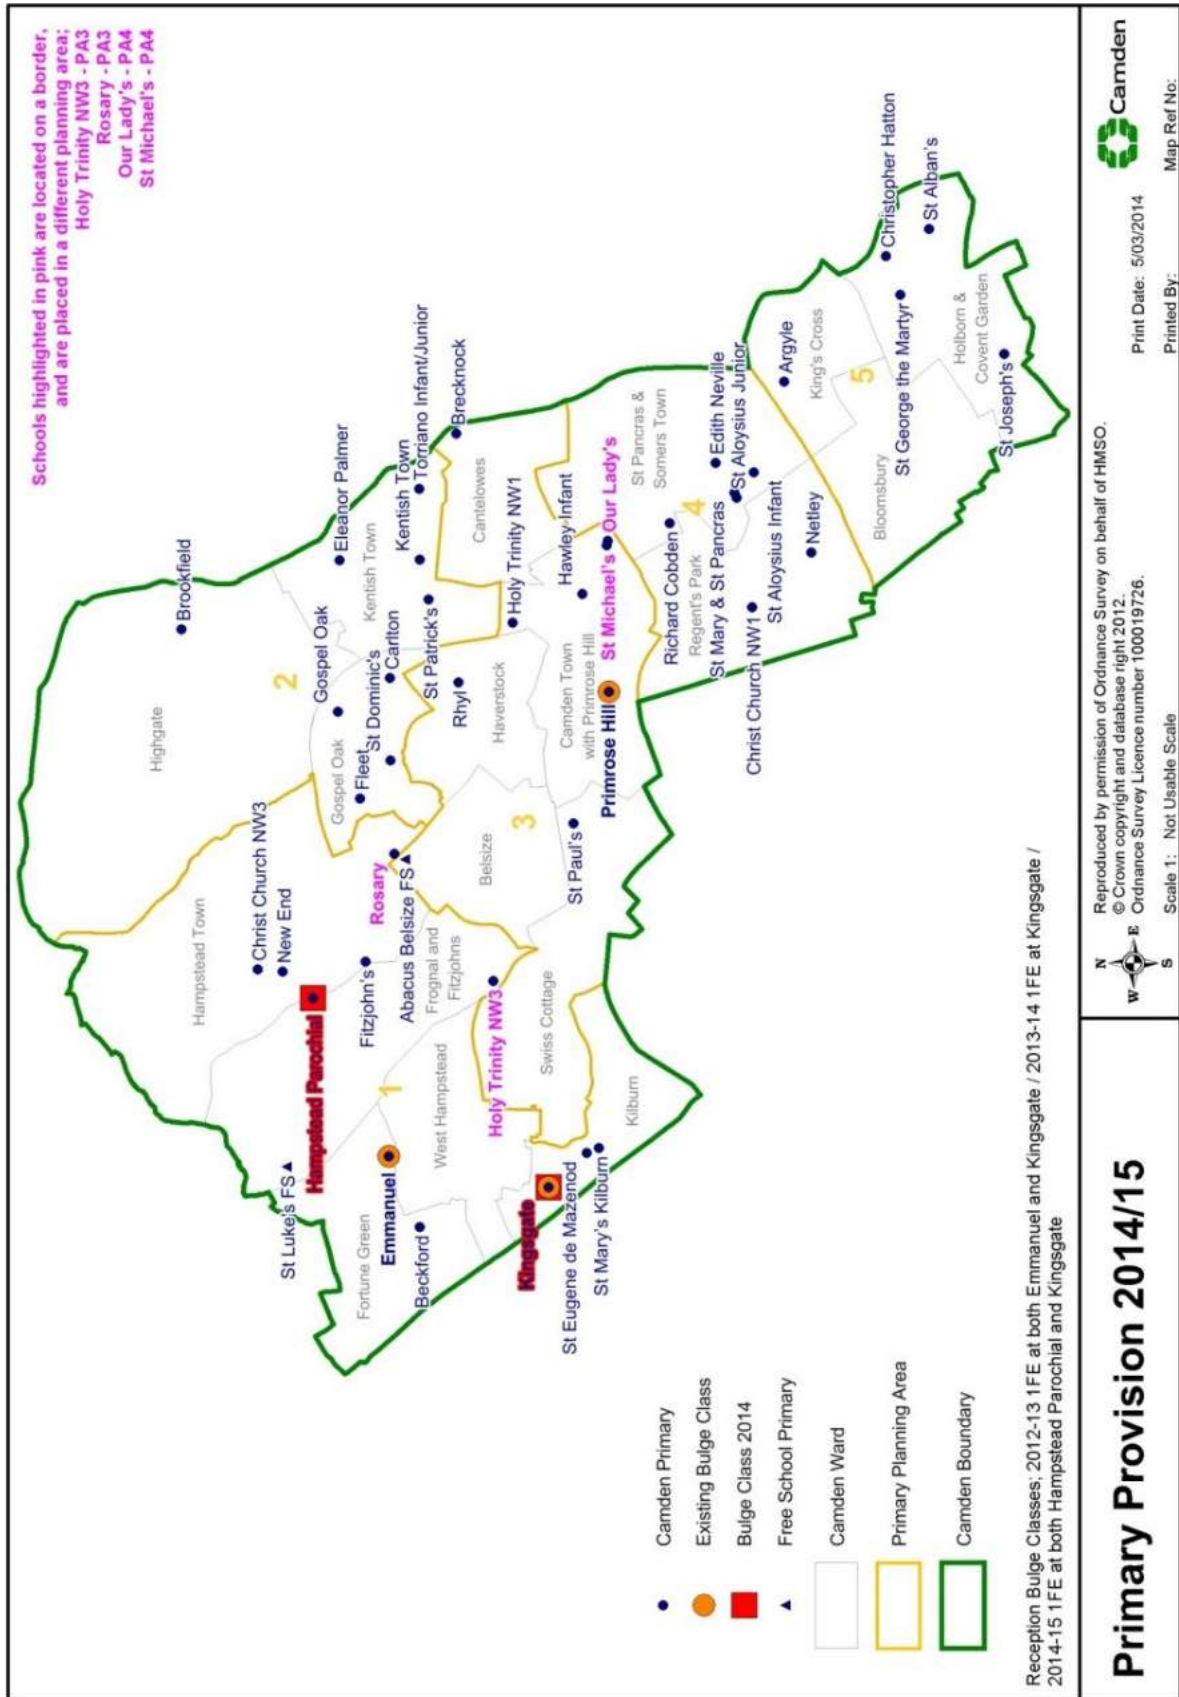 Schools highlighted in pink are located on a border,
and are placed in a different planning area;
Holy Trinity NW3 - PA3
Rosary - PA3
Our Lady's - PA4
St Michael's - PA4
Brookfield
Highgate
2
Hampstead Town
Christ Church NW3
New End
Hampstead Parochial
St Luke's FS
Gospel Oak
Eleanor Palmer
Kentish Town
Gospel Oak
Fleet
St Dominic's
Carlton
Kentish Town
Torriano Infant/Junior
Brecknock
St Patrick's
Cantelowes
Rosary
Abacus Belsize FS
Fitzjohn's
Frognal and
Fitzjohns
1
Emmanuel
Fortune Green
Beckford
West Hampstead
Holy Trinity NW3
Belsize
3
Rhyl
Haverstock
Holy Trinity NW1
Hawley Infant
Camden Town
with Primrose Hill
St Michael's
Our Lady's
Primrose Hill
St Paul's
Swiss Cottage
Kilburn
Kingsgate
St Eugene de Mazenod
St Mary's Kilburn
St Pancras &
Somers Town
Richard Cobden
Regent's Park
4
Edith Neville
St Aloysius Junior
St Mary & St Pancras
St Aloysius Infant
Christ Church NW1
Netley
Argyle
King's Cross
5
Bloomsbury
St George the Martyr
Christopher Hatton
St Alban's
Holborn &
Covent Garden
St Joseph's
Camden Primary
Existing Bulge Class
Bulge Class 2014
Free School Primary
Camden Ward
Primary Planning Area
Camden Boundary
Reception Bulge Classes; 2012-13 1FE at both Emmanuel and Kingsgate / 2013-14 1FE at Kingsgate /
2014-15 1FE at both Hampstead Parochial and Kingsgate
Primary Provision 2014/15
N
W E
S
Reproduced by permission of Ordnance Survey on behalf of HMSO.
© Crown copyright and database right 2012.
Ordnance Survey Licence number 100019726.
Scale 1: Not Usable Scale
Print Date: 5/03/2014
Printed By:
Map Ref No:
Camden